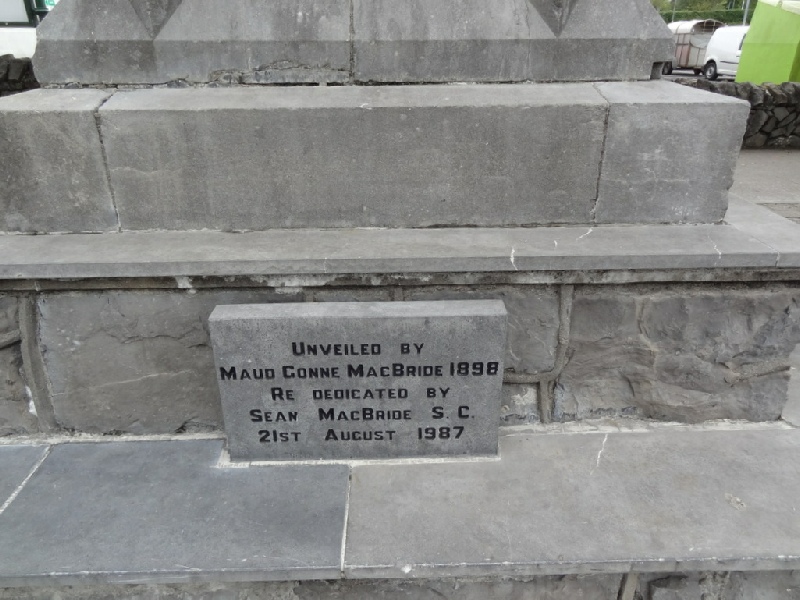 Unveiled by
Maud Gonne MacBride 1898
Re dedicated by
Sean MacBride S. C.
21st August 1987